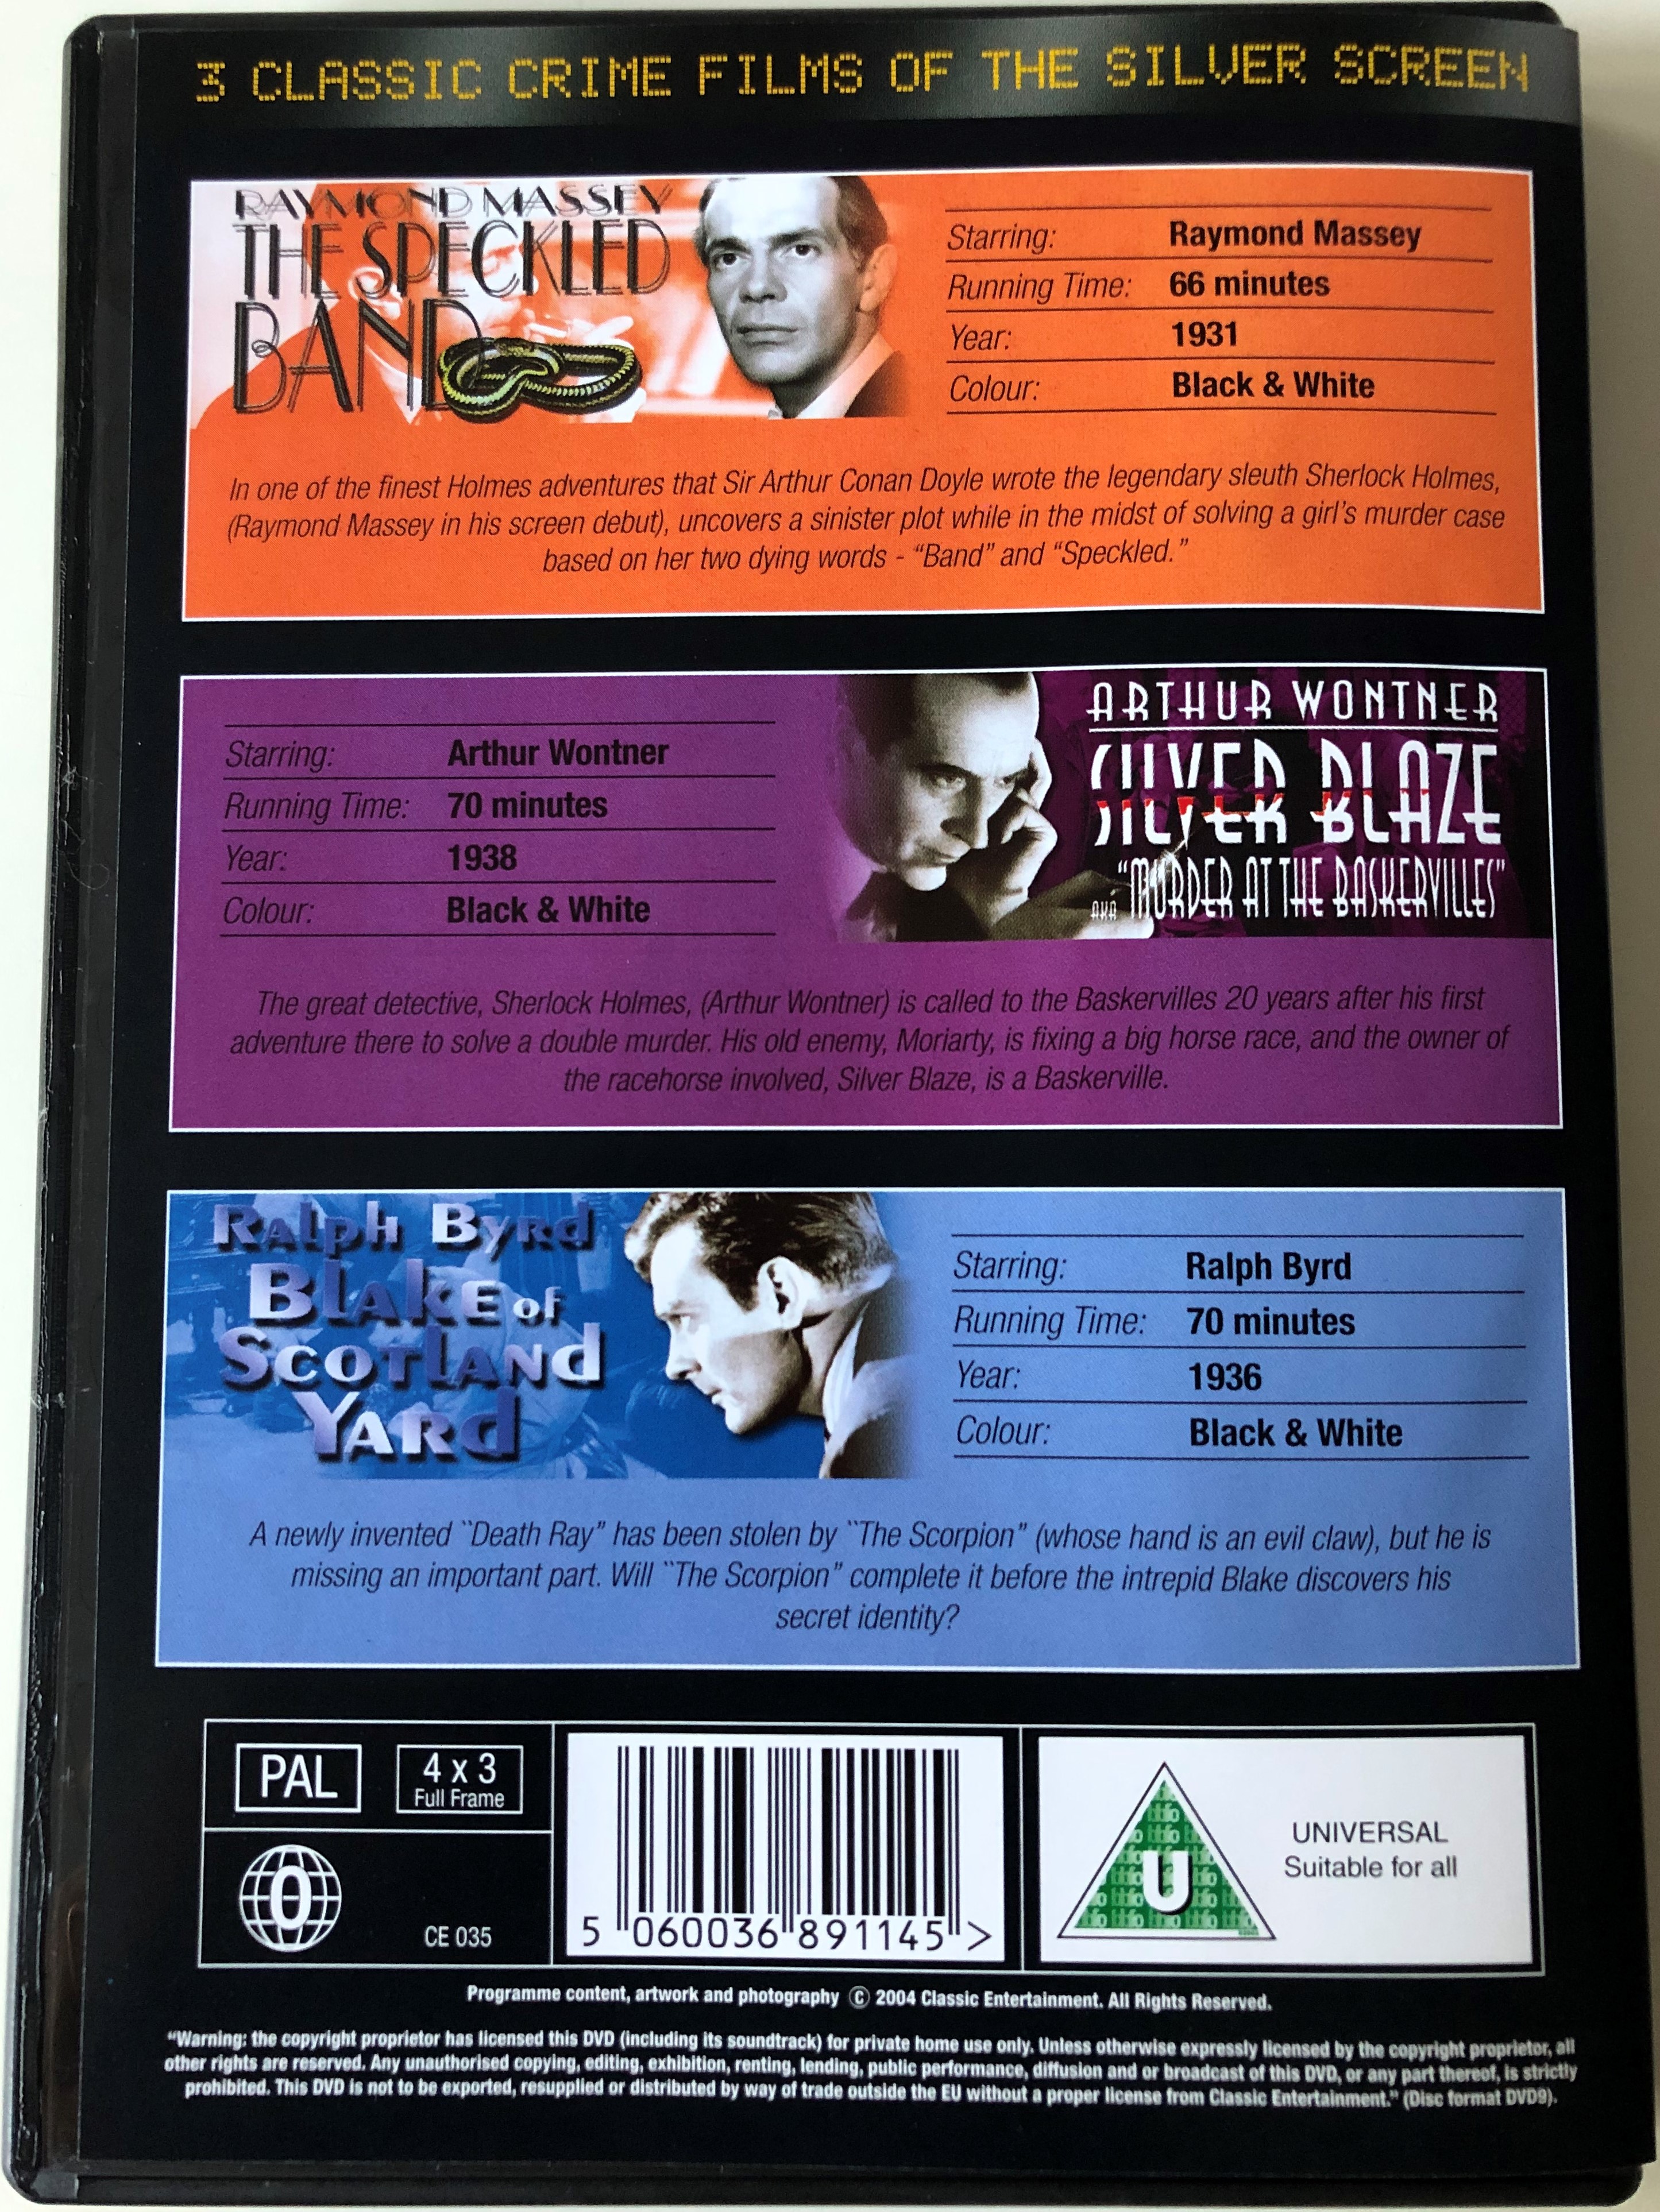 3 CLASSIC CRIME FILMS OF THE SILVER SCREEN
RAYMOND MASSEY
THE SPECKLED
BAND
Starring: Raymond Massey
Running Time: 66 minutes
Year: 1931
Colour: Black & White
In one of the finest Holmes adventures that Sir Arthur Conan Doyle wrote the legendary sleuth Sherlock Holmes,
(Raymond Massey in his screen debut), uncovers a sinister plot while in the midst of solving a girl's murder case
based on her two dying words - “Band” and “Speckled.”
Starring: Arthur Wontner
Running Time: 70 minutes
Year: 1938
Colour: Black & White
ARTHUR WONTNER
SILVER BLAZE
AKA “MURDER AT THE BASKERVILLES”
The great detective, Sherlock Holmes, (Arthur Wontner) is called to the Baskervilles 20 years after his first
adventure there to solve a double murder. His old enemy, Moriarty, is fixing a big horse race, and the owner of
the racehorse involved, Silver Blaze, is a Baskerville.
Ralph Byrd
Blake of
Scotland
Yard
Starring: Ralph Byrd
Running Time: 70 minutes
Year: 1936
Colour: Black & White
A newly invented ``Death Ray” has been stolen by ``The Scorpion” (whose hand is an evil claw), but he is
missing an important part. Will ``The Scorpion” complete it before the intrepid Blake discovers his
secret identity?
PAL
4 x 3
Full Frame
0
CE 035
5 060036 891145 >
U
UNIVERSAL
Suitable for all
Programme content, artwork and photography © 2004 Classic Entertainment. All Rights Reserved.
“Warning: the copyright proprietor has licensed this DVD (including its soundtrack) for private home use only. Unless otherwise expressly licensed by the copyright proprietor, all
other rights are reserved. Any unauthorised copying, editing, exhibition, renting, lending, public performance, diffusion and or broadcast of this DVD, or any part thereof, is strictly
prohibited. This DVD is not to be exported, resupplied or distributed by way of trade outside the EU without a proper license from Classic Entertainment.” (Disc format DVD9).